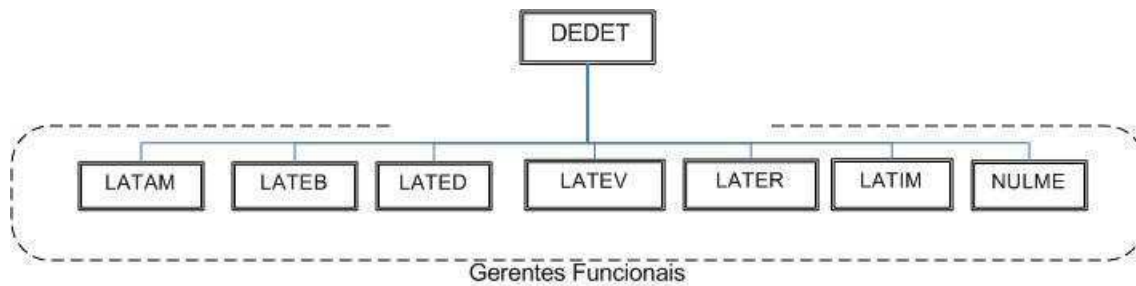 DEDET
LATAM LATEB LATED LATEV LATER LATIM NULME
Gerentes Funcionais